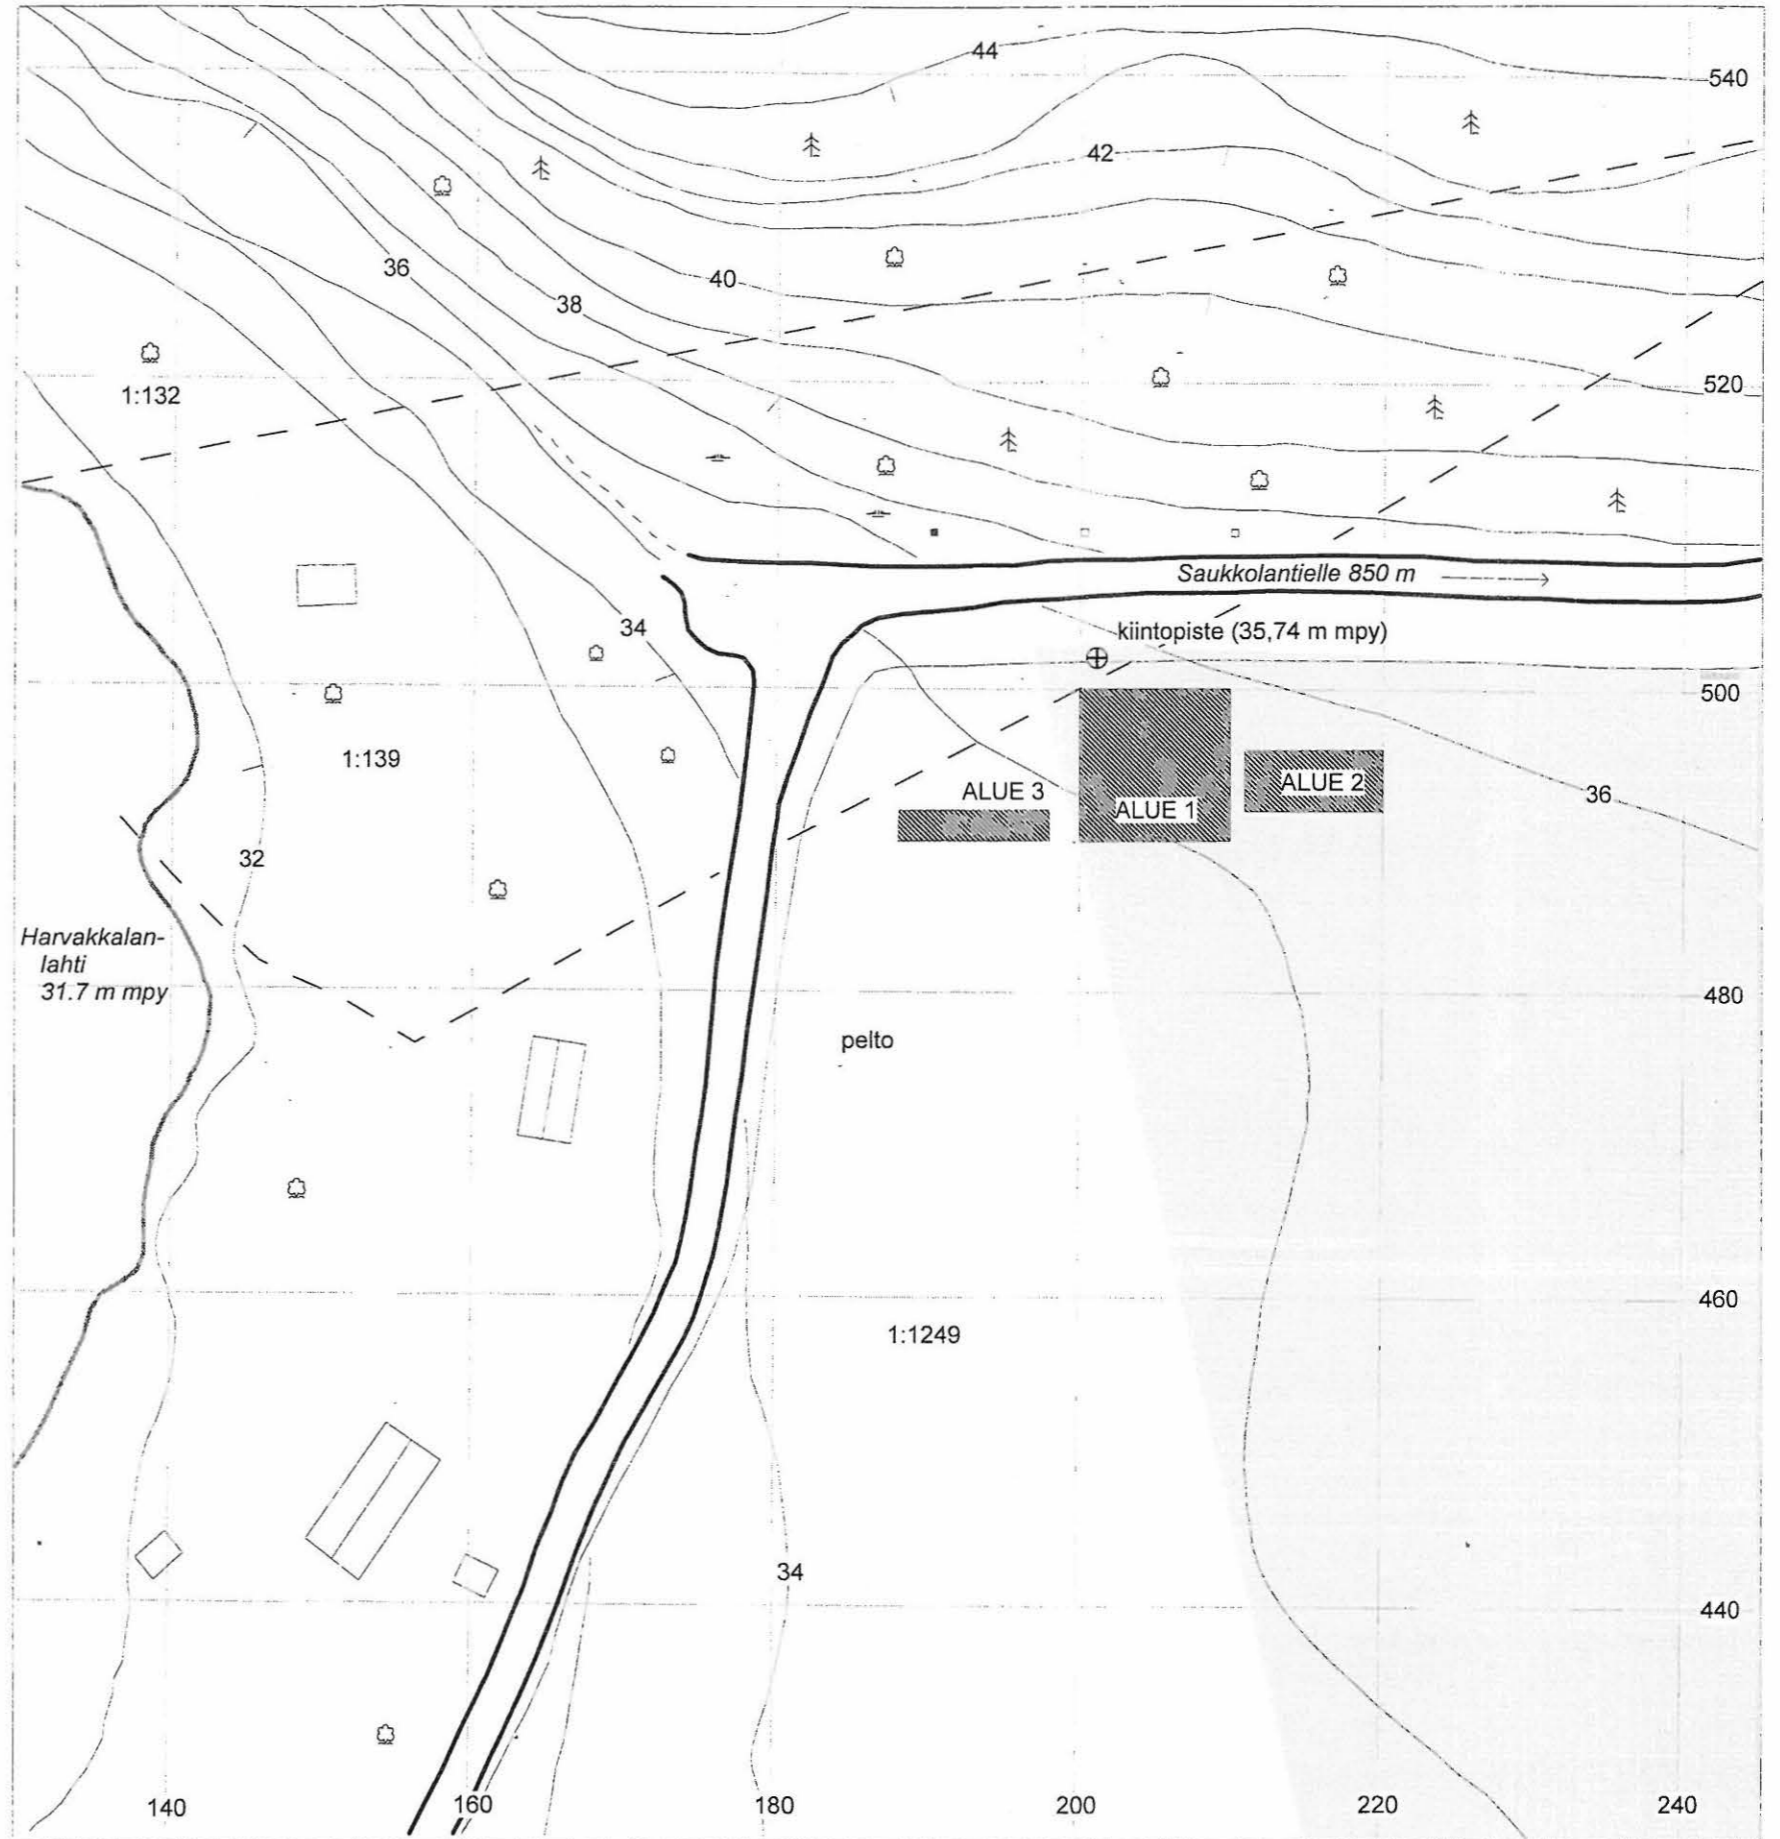 44
540
42
36
40
38
520
1:132
Saukkolantielle 850 m
34
kiintopiste (35,74 m mpy)
500
1:139
ALUE 3
ALUE 2
ALUE 1
36
32
Harvakkalan-
lahti
31.7 m mpy
480
pelto
460
1:1249
34
440
140
160
180
200
220
240